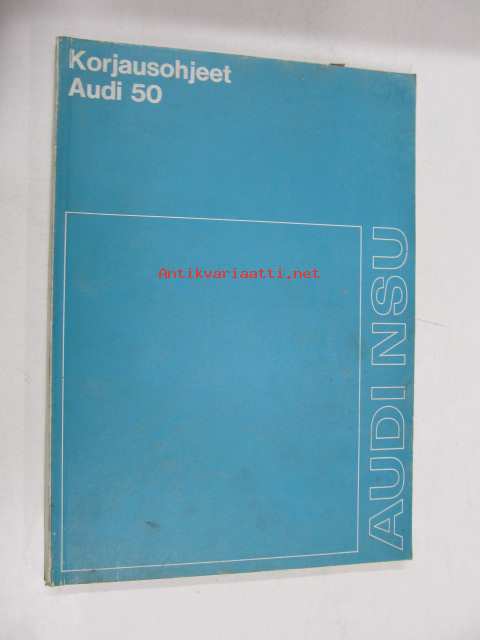 Korjausohjeet
Audi 50
Antikvariaatti.net
AUDI NSU